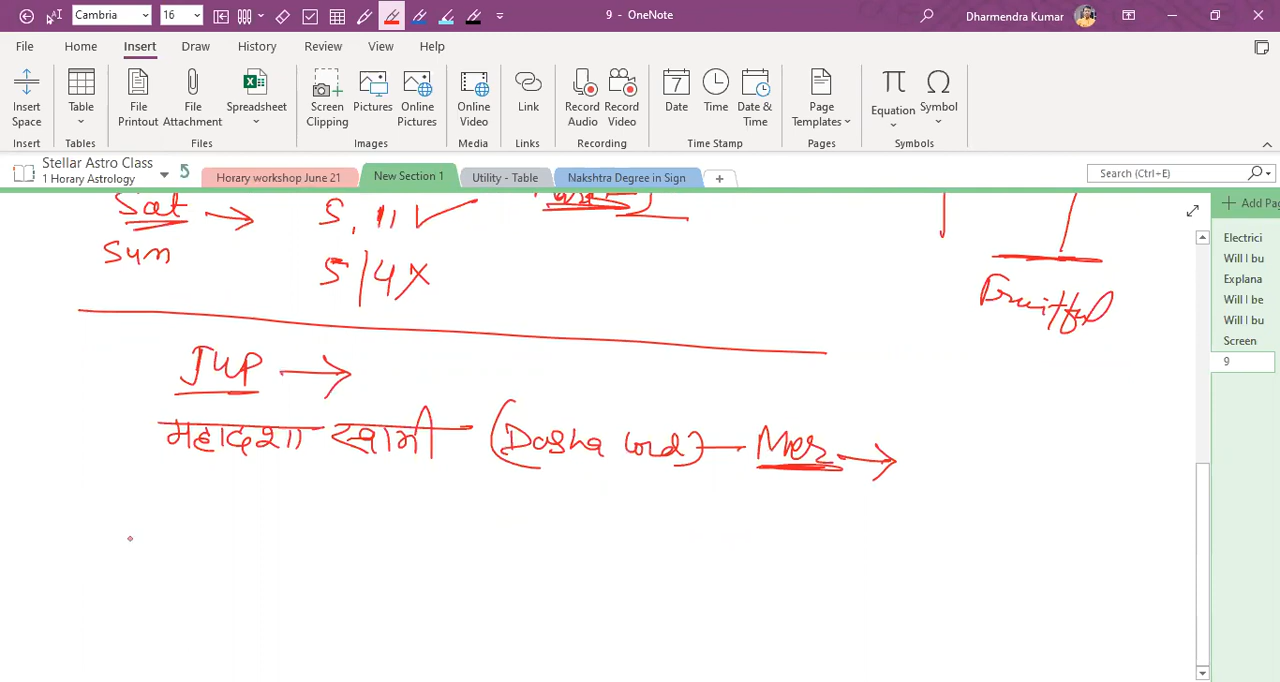 Cambria 16 9 - OneNote Dharmendra Kumar
File Home Insert Draw History Review View Help
Insert Space Table File Printout File Attachment Spreadsheet Screen Clipping Pictures Online Pictures Online Video Link Record Audio Record Video Date Time Date & Time Page Templates Equation Symbol
Insert Tables Files Images Media Links Recording Time Stamp Pages Symbols
Stellar Astro Class
1 Horary Astrology
Horary workshop June 21 New Section 1 Utility - Table Nakshtra Degree in Sign + Search (Ctrl+E)
Add Pag
Electrici
Will I bu
Explana
Will I be
Will I bu
Screen
9
Sat → 5, 11 ✓
Sun 5/4 X
Fruitful
Jup →
महादशा स्वामी (Dasha lord) — Mer →